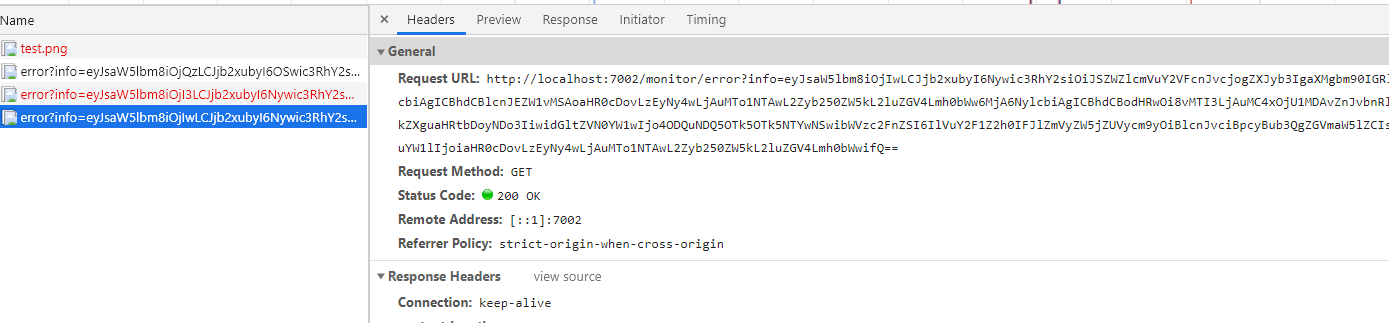 Name
× Headers Preview Response Initiator Timing
test.png
error?info=eyJsaW5lbm8iOjQzLCJjb2xubyI6OSwic3RhY2s...
error?info=eyJsaW5lbm8iOjI3LCJjb2xubyI6Nywic3RhY2s...
error?info=eyJsaW5lbm8iOjIwLCJjb2xubyI6Nywic3RhY2s...
General
Request URL: http://localhost:7002/monitor/error?info=eyJsaW5lbm8iOjIwLCJjb2xubyI6Nywic3RhY2siOiJSZWZlcmVuY2VFcnJvcjogZXJyb3IgaXMgbm90IGRl
cbiAgICBhdCBlcnJEZW1vMSAoaHR0cDovLzEyNy4wLjAuMTo1NTAwL2Zyb250ZW5kL2luZGV4Lmh0bWw6MjA6NylcbiAgICBhdCBodHRwOi8vMTI3LjAuMC4xOjU1MDAvZnJvbnRl
kZXguaHRtbDoyNDo3IiwidGltZVN0YW1wIjo4ODQuNDQ5OTk5OTk5NTYwNSwibWVzc2FnZSI6IlVuY2F1Z2h0IFJlZmVyZW5jZUVycm9yOiBlcnJvciBpcyBub3QgZGVmaW5lZCIs
uYW1lIjoiaHR0cDovLzEyNy4wLjAuMTo1NTAwL2Zyb250ZW5kL2luZGV4Lmh0bWwifQ==
Request Method: GET
Status Code: 200 OK
Remote Address: [::1]:7002
Referrer Policy: strict-origin-when-cross-origin
Response Headers view source
Connection: keep-alive